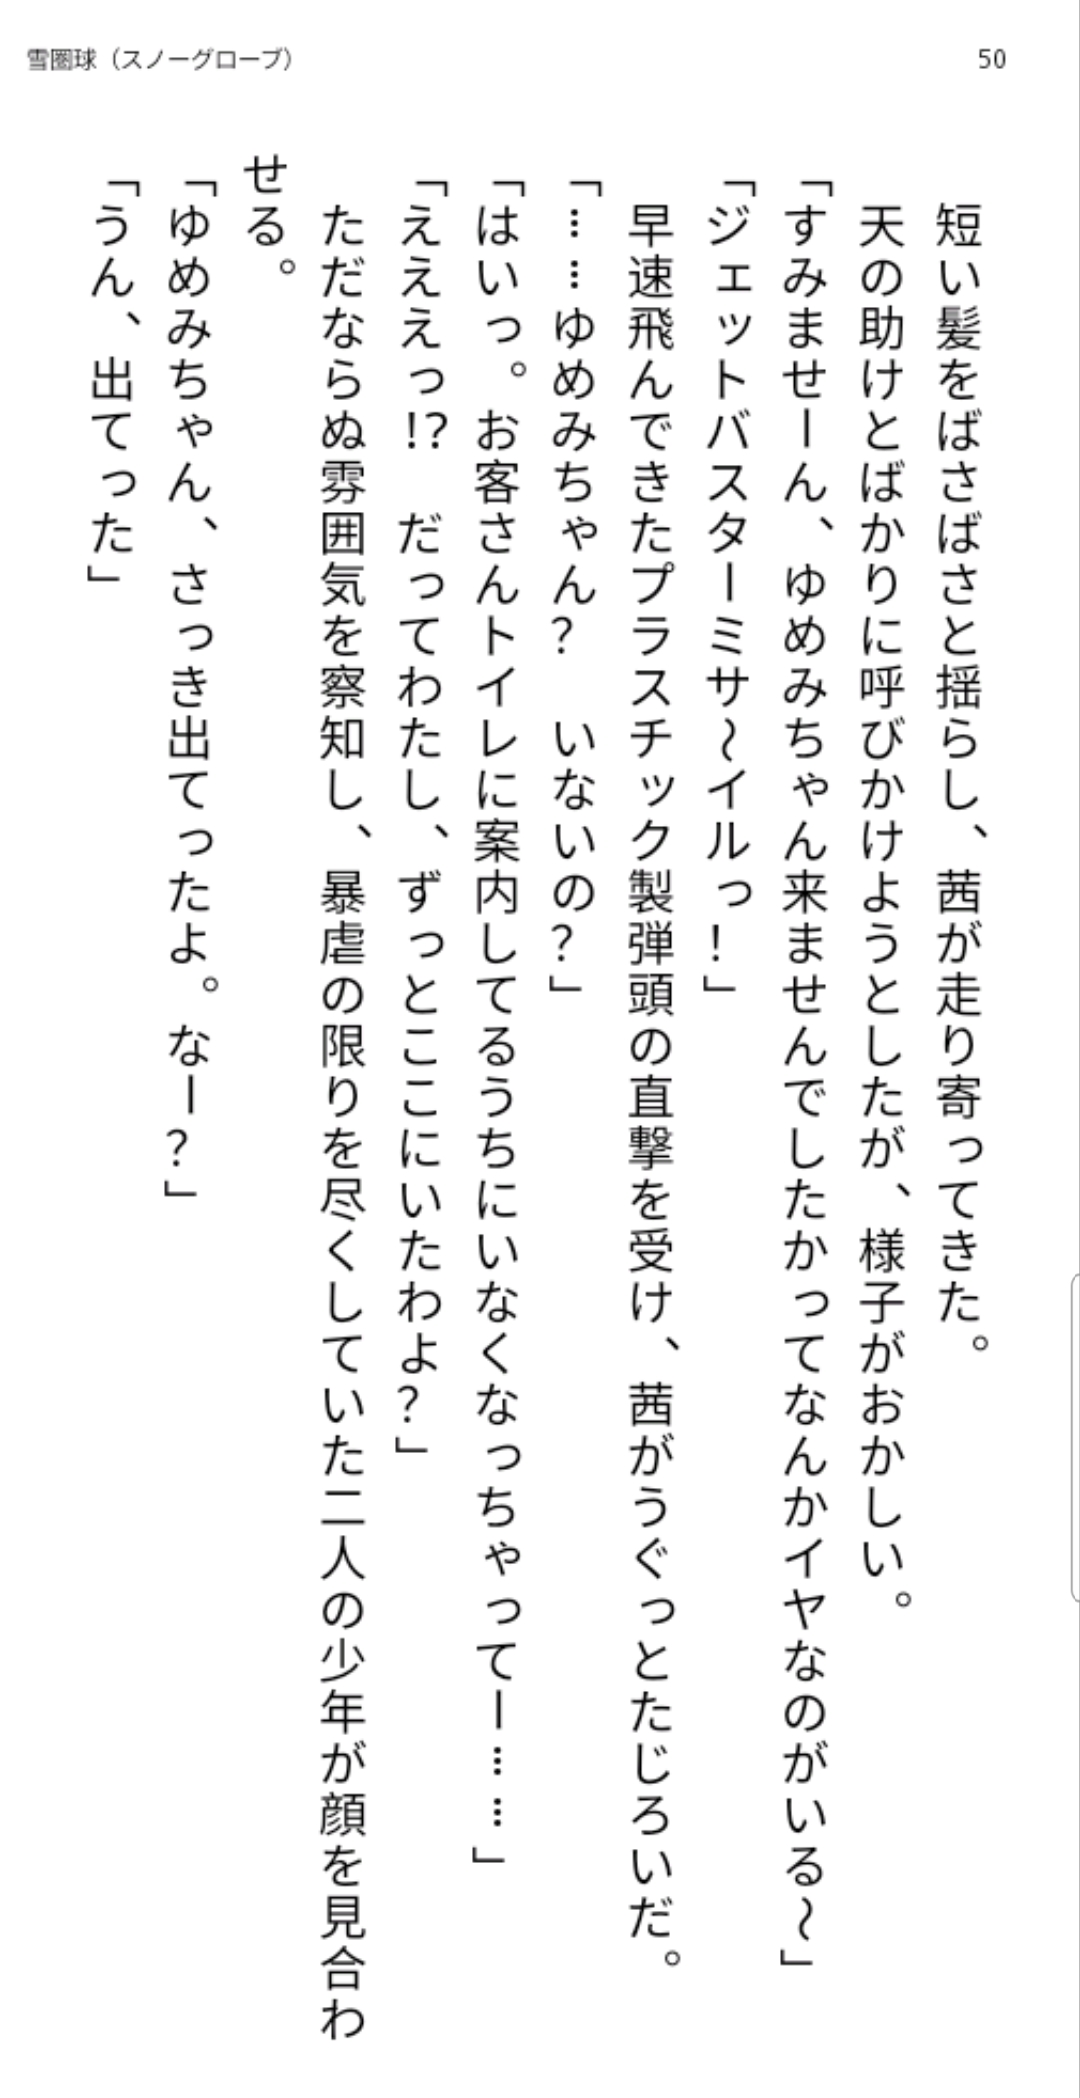 雪圏球（スノーグローブ）
50
　短い髪をばさばさと揺らし、茜が走り寄ってきた。
　天の助けとばかりに呼びかけようとしたが、様子がおかしい。
「すみませーん、ゆめみちゃん来ませんでしたかってなんかイヤなのがいる〜」
「ジェットバスターミサ〜イルっ！」
　早速飛んできたプラスチック製弾頭の直撃を受け、茜がうぐっとたじろいだ。
「……ゆめみちゃん？　いないの？」
「はいっ。お客さんトイレに案内してるうちにいなくなっちゃってー……」
「えええっ!?　だってわたし、ずっとここにいたわよ？」
　ただならぬ雰囲気を察知し、暴虐の限りを尽くしていた二人の少年が顔を見合わ
せる。
「ゆめみちゃん、さっき出てったよ。なー？」
「うん、出てった」